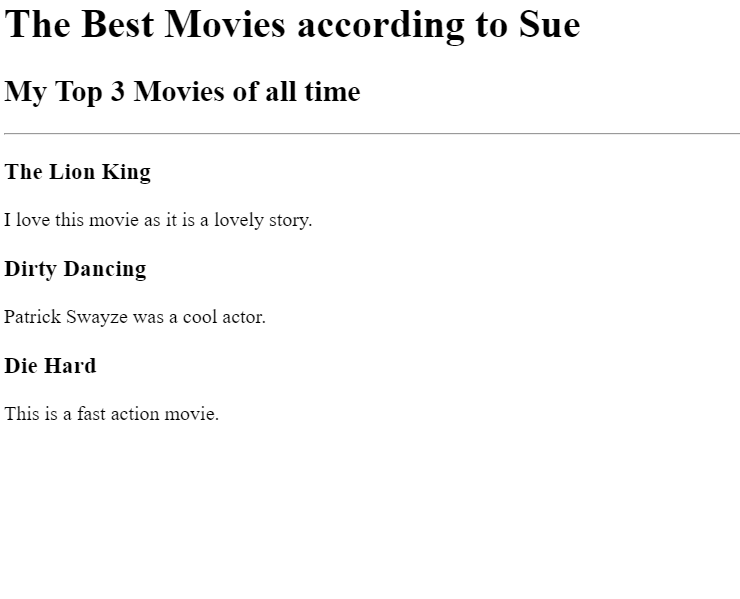 The Best Movies according to Sue
My Top 3 Movies of all time
The Lion King
I love this movie as it is a lovely story.
Dirty Dancing
Patrick Swayze was a cool actor.
Die Hard
This is a fast action movie.